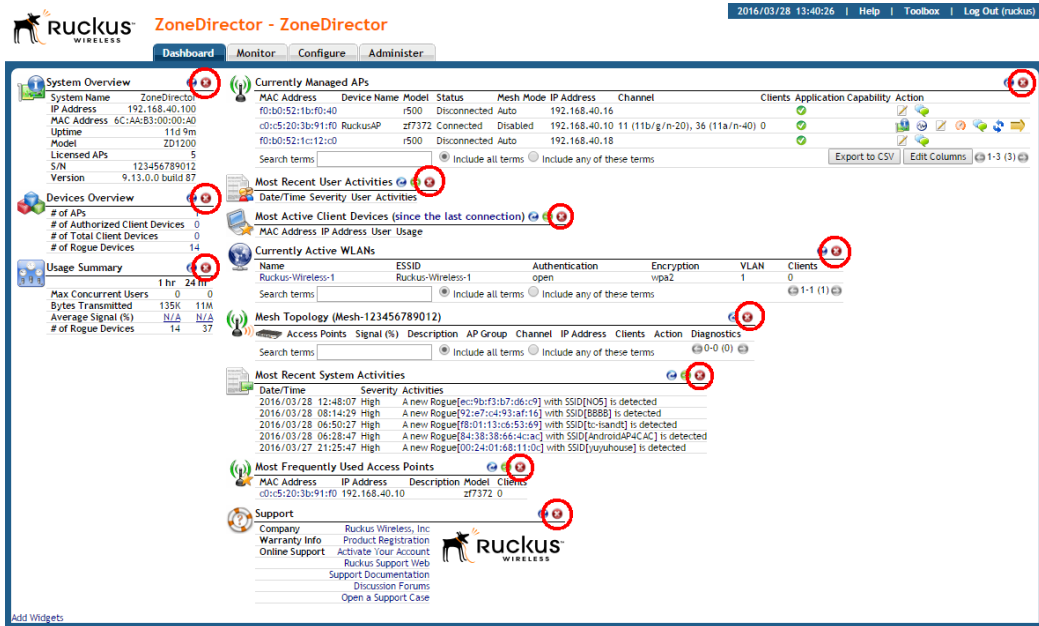 2016/03/28 13:40:26 | Help | Toolbox | Log Out (ruckus)
Ruckus WIRELESS
ZoneDirector - ZoneDirector
Dashboard Monitor Configure Administer
System Overview
System Name ZoneDirector
IP Address 192.168.40.100
MAC Address 6C:AA:B3:00:00:A0
Uptime 11d 9m
Model ZD1200
Licensed APs 5
S/N 123456789012
Version 9.13.0.0 build 87
Devices Overview
# of APs
# of Authorized Client Devices 0
# of Total Client Devices 0
# of Rogue Devices 14
Usage Summary
1 hr 24 hr
Max Concurrent Users 0 0
Bytes Transmitted 135K 11M
Average Signal (%) N/A N/A
# of Rogue Devices 14 37
Currently Managed APs
MAC Address Device Name Model Status Mesh Mode IP Address Channel Clients Application Capability Action
f0:b0:52:1b:f0:40 r500 Disconnected Auto 192.168.40.16
c0:c5:20:3b:91:f0 RuckusAP zf7372 Connected Disabled 192.168.40.10 11 (11b/g/n-20), 36 (11a/n-40) 0
f0:b0:52:1c:12:c0 r500 Disconnected Auto 192.168.40.18
Search terms Include all terms Include any of these terms Export to CSV Edit Columns 1-3 (3)
Most Recent User Activities
Date/Time Severity User Activities
Most Active Client Devices (since the last connection)
MAC Address IP Address User Usage
Currently Active WLANs
Name ESSID Authentication Encryption VLAN Clients
Ruckus-Wireless-1 Ruckus-Wireless-1 open wpa2 1 0
Search terms Include all terms Include any of these terms 1-1 (1)
Mesh Topology (Mesh-123456789012)
Access Points Signal (%) Description AP Group Channel IP Address Clients Action Diagnostics
Search terms Include all terms Include any of these terms 0-0 (0)
Most Recent System Activities
Date/Time Severity Activities
2016/03/28 12:48:07 High A new Rogue[ec:9b:f3:b7:d6:c9] with SSID[NO5] is detected
2016/03/28 08:14:29 High A new Rogue[92:e7:c4:93:af:16] with SSID[BBBB] is detected
2016/03/28 06:50:27 High A new Rogue[f8:01:13:c6:53:69] with SSID[tc-isandt] is detected
2016/03/28 06:28:47 High A new Rogue[84:38:38:66:4c:ac] with SSID[AndroidAP4CAC] is detected
2016/03/27 21:25:47 High A new Rogue[00:24:01:68:11:0c] with SSID[yuyuhouse] is detected
Most Frequently Used Access Points
MAC Address IP Address Description Model Clients
c0:c5:20:3b:91:f0 192.168.40.10 zf7372 0
Support
Company Ruckus Wireless, Inc
Warranty Info Product Registration
Online Support Activate Your Account
Ruckus Support Web
Support Documentation
Discussion Forums
Open a Support Case
Ruckus WIRELESS
Add Widgets